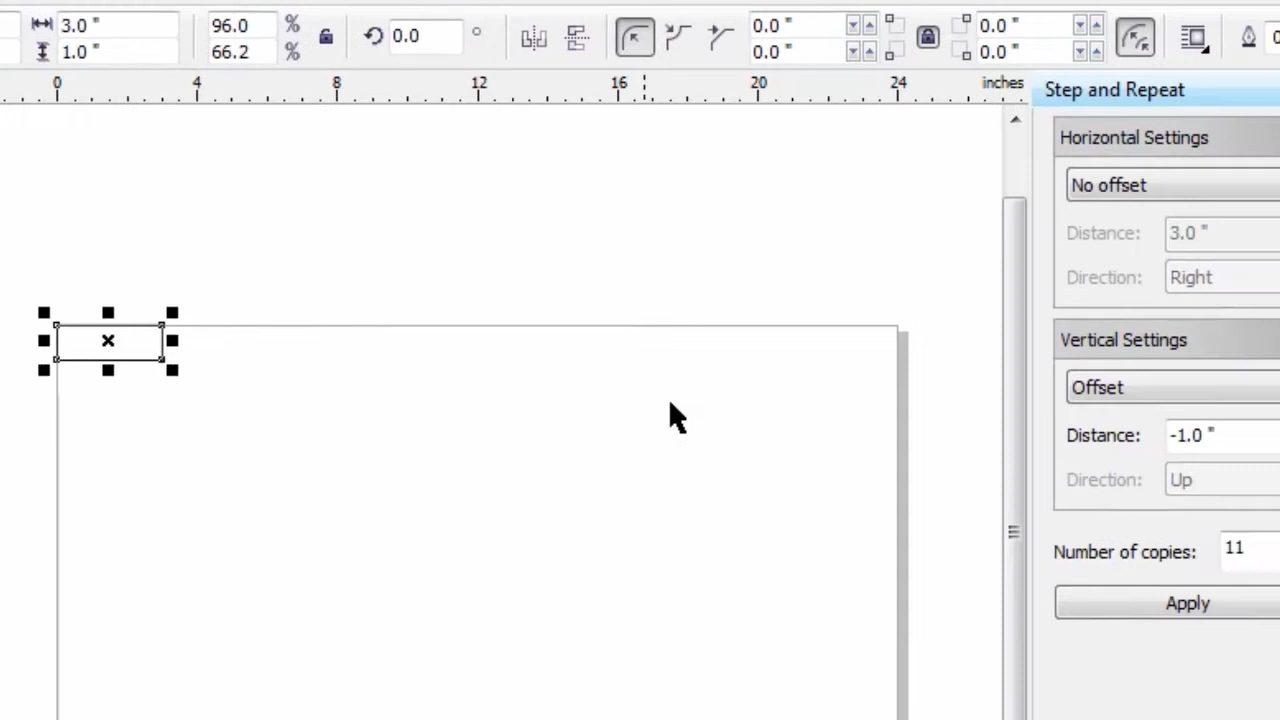 3.0 " 96.0 % 0.0 ° 0.0 " 0.0 "
1.0 " 66.2 % 0.0 " 0.0 "
0 4 8 12 16 20 24 inches
Step and Repeat
Horizontal Settings
No offset
Distance: 3.0 "
Direction: Right
Vertical Settings
Offset
Distance: -1.0 "
Direction: Up
Number of copies: 11
Apply